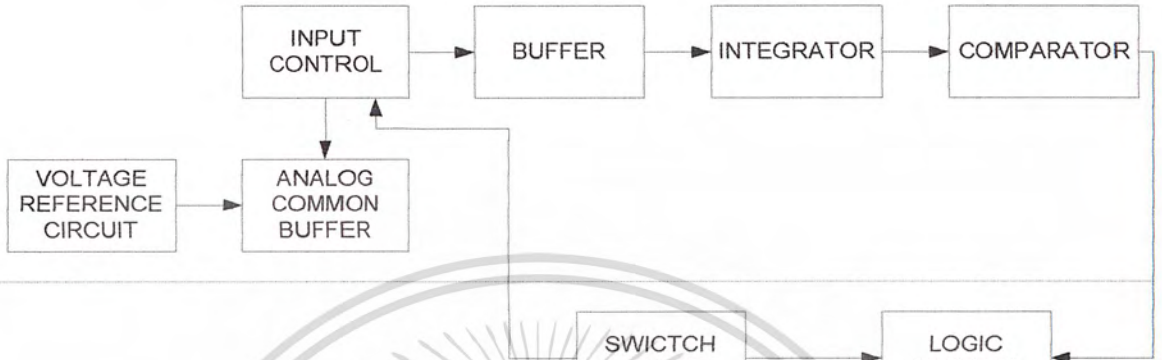 INPUT
CONTROL
BUFFER
INTEGRATOR
COMPARATOR
VOLTAGE
REFERENCE
CIRCUIT
ANALOG
COMMON
BUFFER
SWICTCH
LOGIC